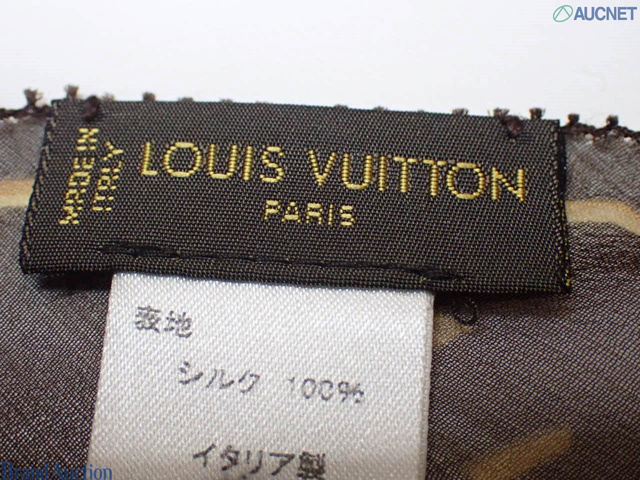 AUCNET
MADE IN
ITALY
LOUIS VUITTON
PARIS
表地
シルク 100%
イタリア製
Brand Auction